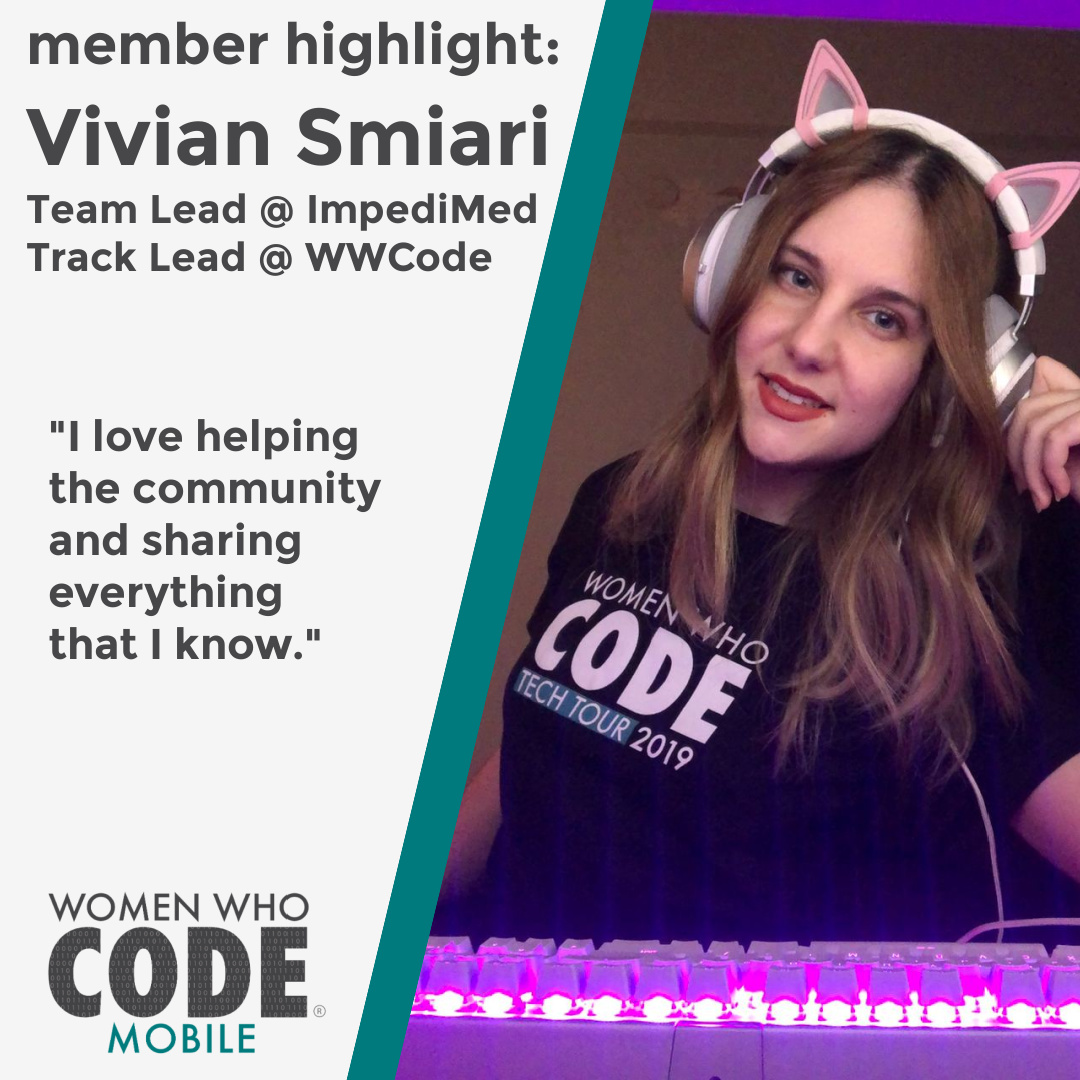 member highlight:
Vivian Smiari
Team Lead @ ImpediMed
Track Lead @ WWCode
"I love helping
the community
and sharing
everything
that I know."
WOMEN WHO
CODE
TECH TOUR 2019
WOMEN WHO
CODE®
MOBILE